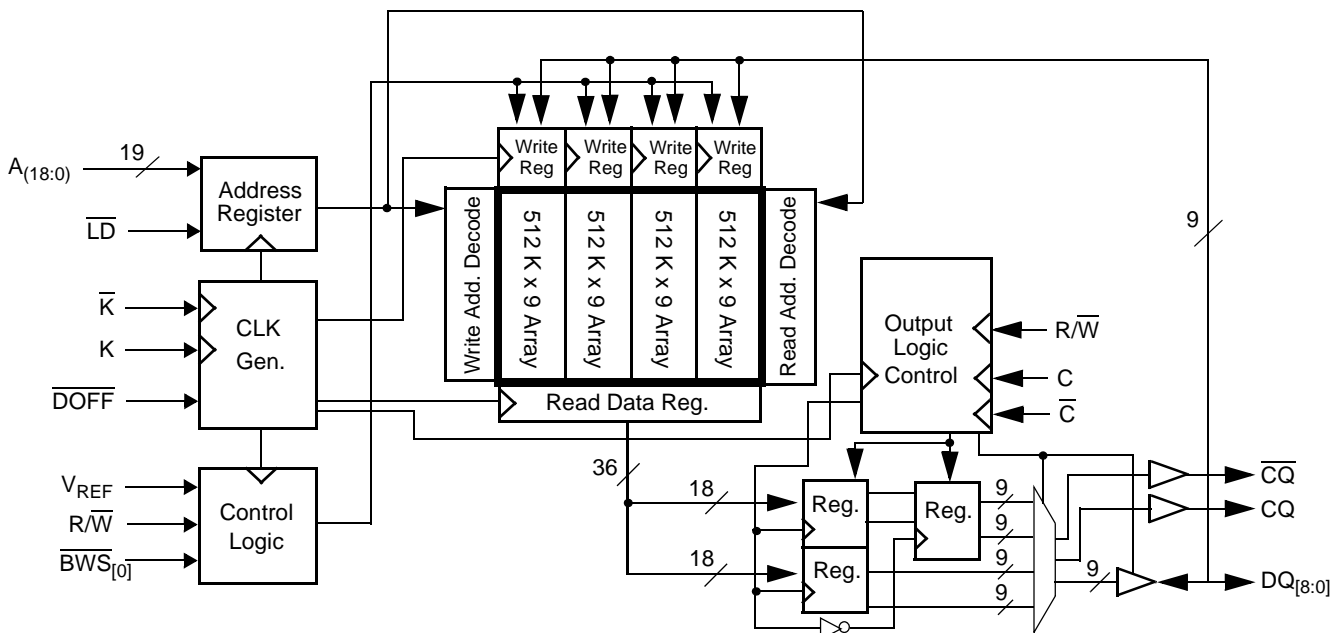 A(18:0)
19
LD
Address
Register
K
K
DOFF
CLK
Gen.
VREF
R/W
BWS[0]
Control
Logic
Write
Reg
Write
Reg
Write
Reg
Write
Reg
Write Add. Decode
512 K x 9 Array
512 K x 9 Array
512 K x 9 Array
512 K x 9 Array
Read Add. Decode
Read Data Reg.
9
Output
Logic
Control
R/W
C
C
36
18
18
Reg.
Reg.
Reg.
9
9
9
9
9
CQ
CQ
DQ[8:0]